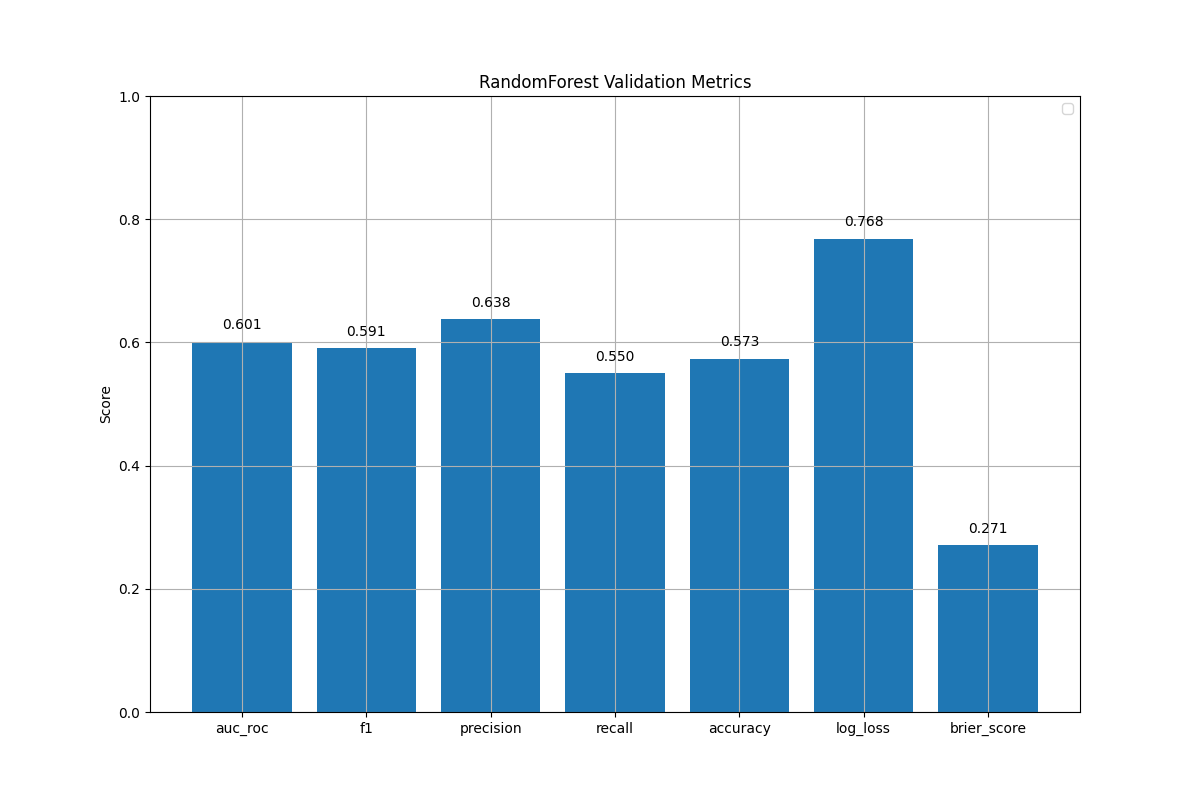 RandomForest Validation Metrics
1.0
0.8
0.6
0.4
0.2
0.0
Score
0.601
0.591
0.638
0.550
0.573
0.768
0.271
auc_roc
f1
precision
recall
accuracy
log_loss
brier_score